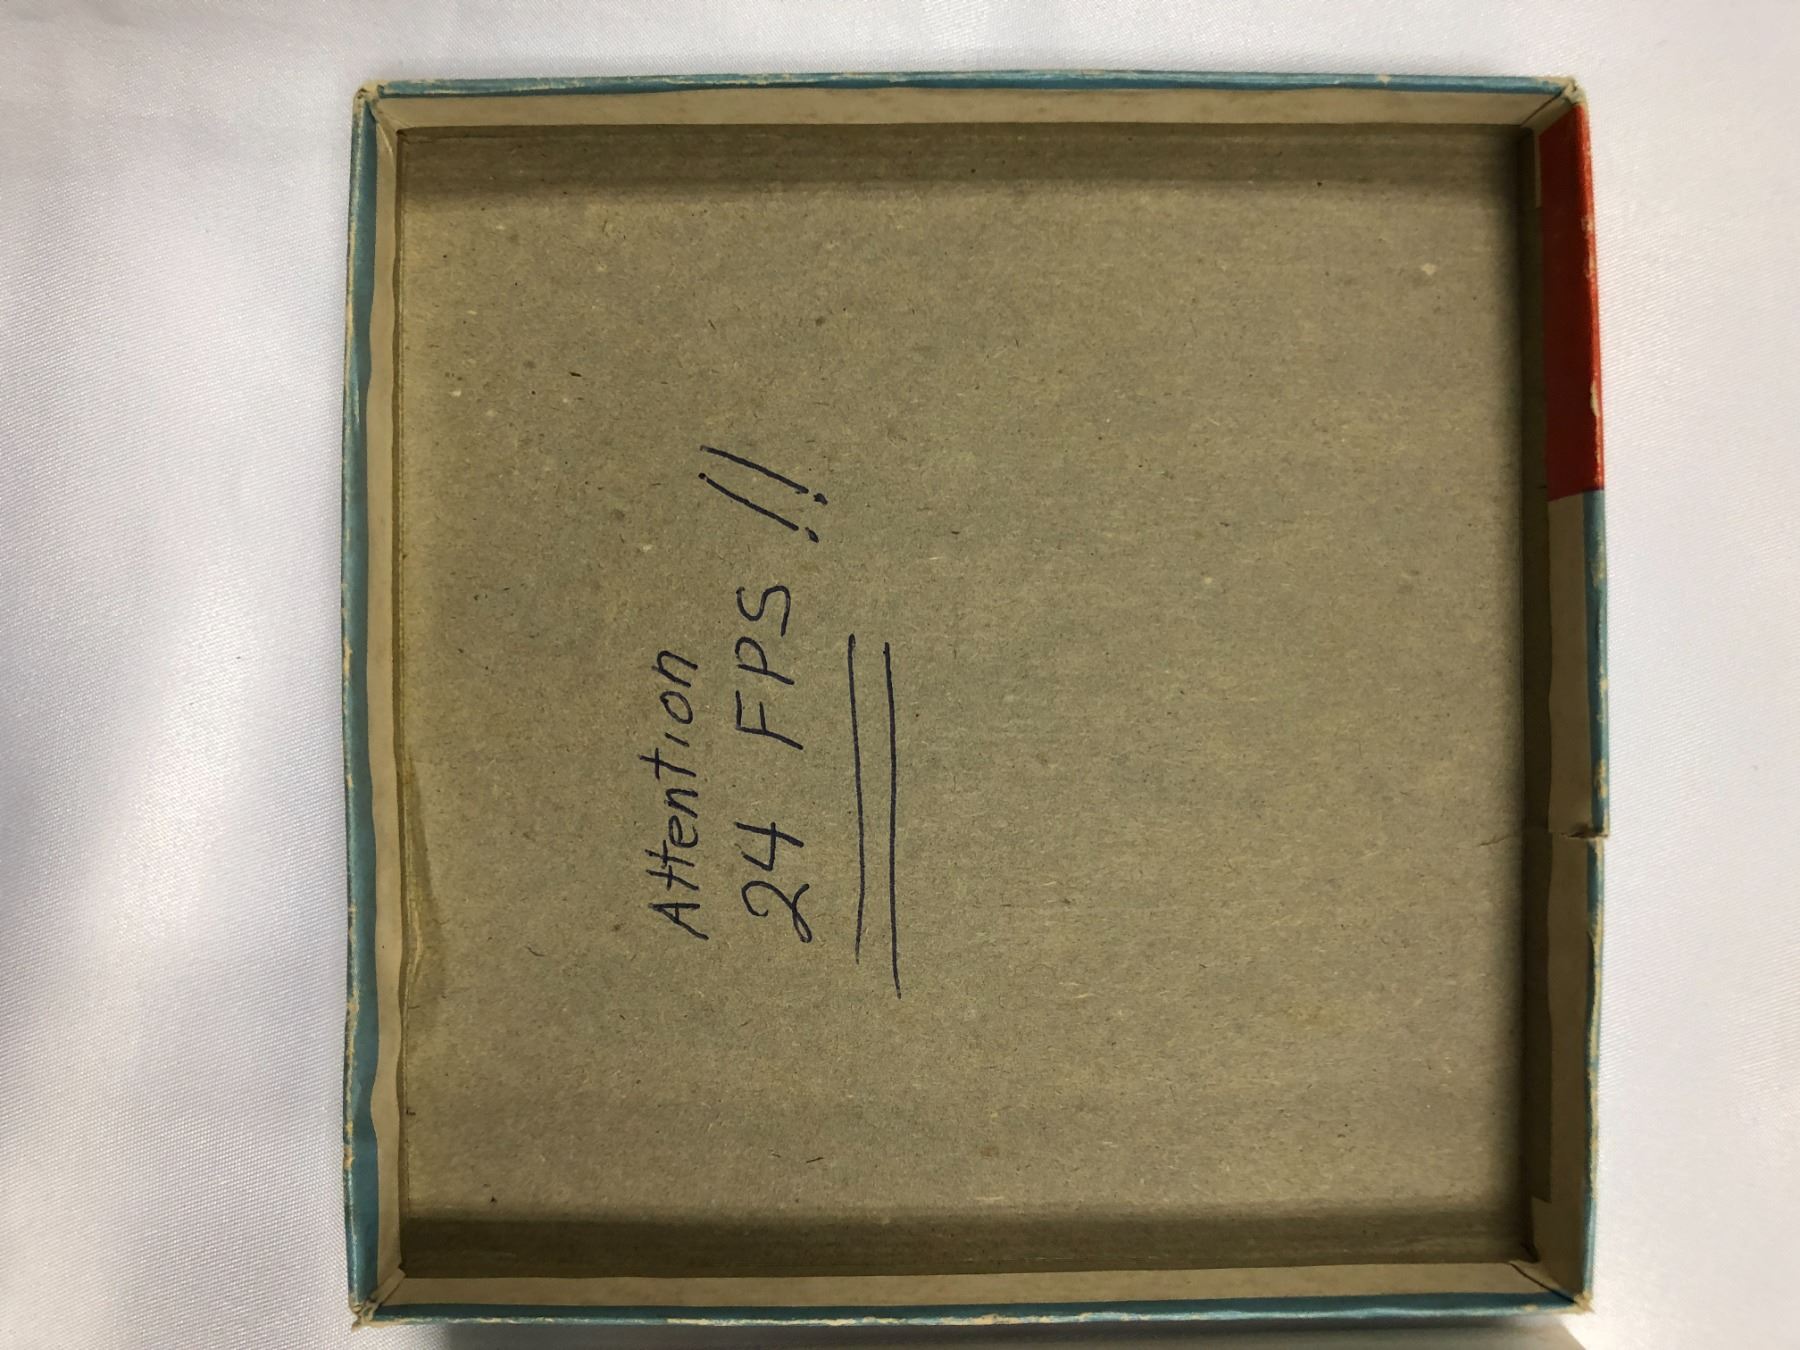 Attention
24 FPS !!